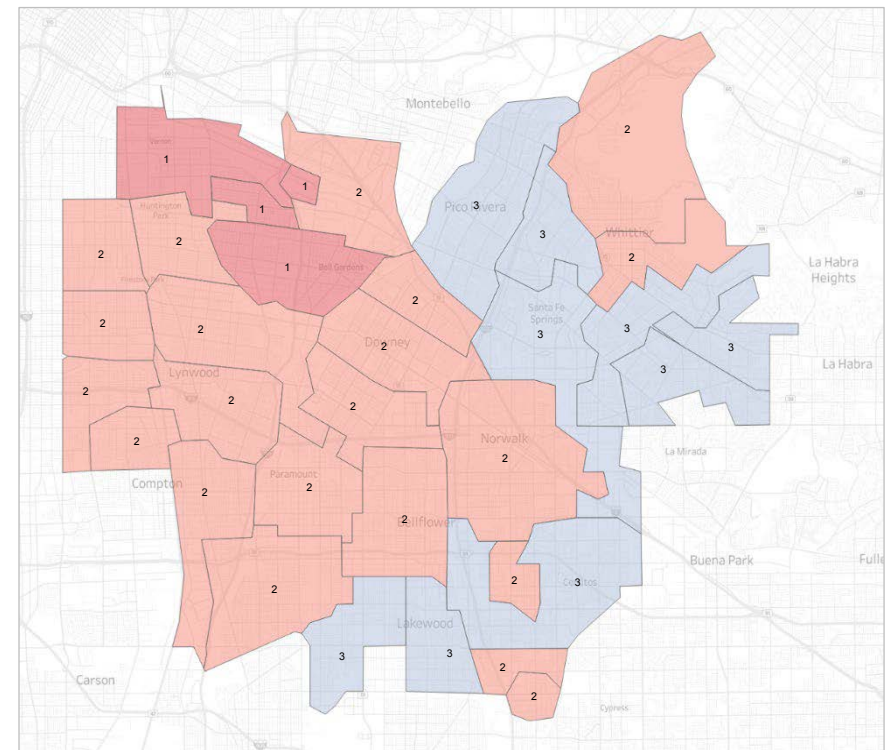 2
Montebello
Vernon
1
1
2
Pico Rivera
3
1
Huntington
Park
2
3
Whittier
2
2
1
Bell Gardens
La Habra
Heights
2
Santa Fe
Springs
3
2
2
3
Downey
2
3
3
La Habra
Lynwood
2
2
2
2
Norwalk
2
La Mirada
Compton
2
Paramount
2
2
Bellflower
Buena Park
Fulle
2
2
Cerritos
3
Lakewood
3
3
2
Carson
2
Cypress